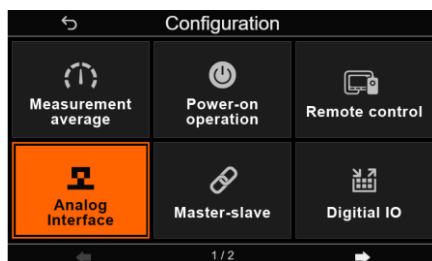 Configuration
Measurement
average
Power-on
operation
Remote control
Analog
Interface
Master-slave
Digitial IO
1/2